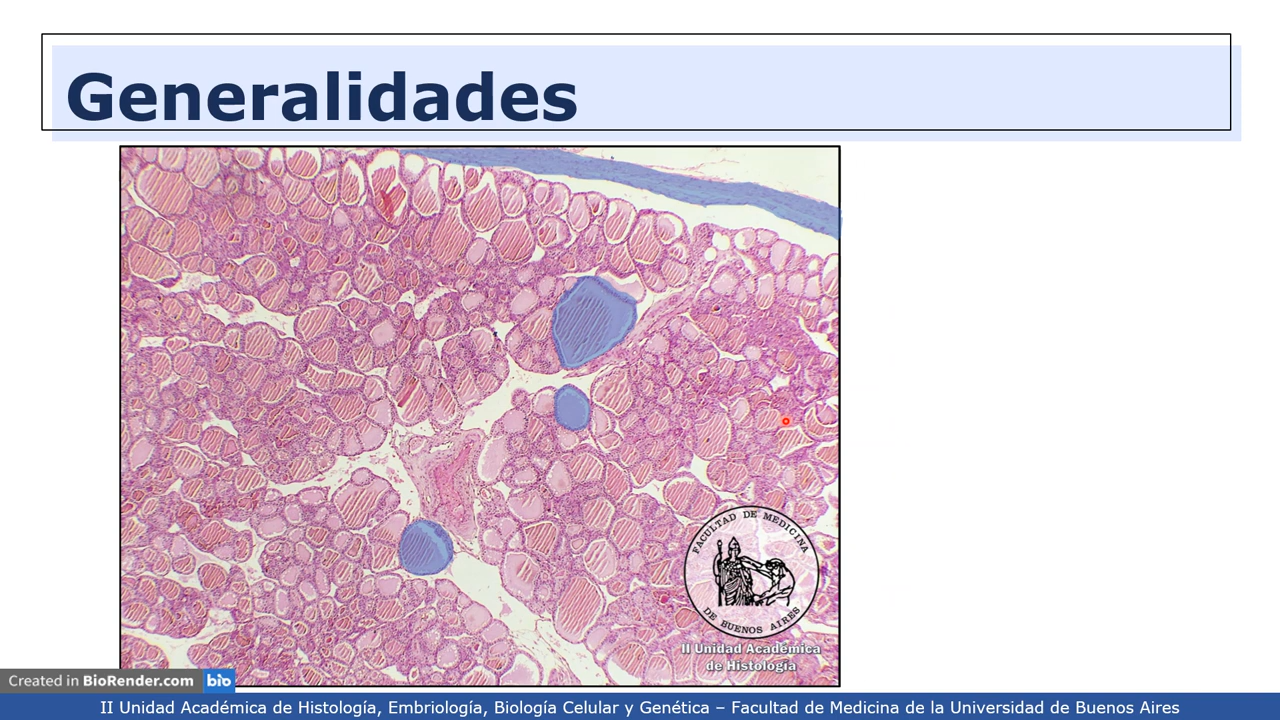 Generalidades
FACULTAD DE MEDICINA
DE BUENOS AIRES
II Unidad Académica
de Histología
Created in BioRender.com bio
II Unidad Académica de Histología, Embriología, Biología Celular y Genética – Facultad de Medicina de la Universidad de Buenos Aires